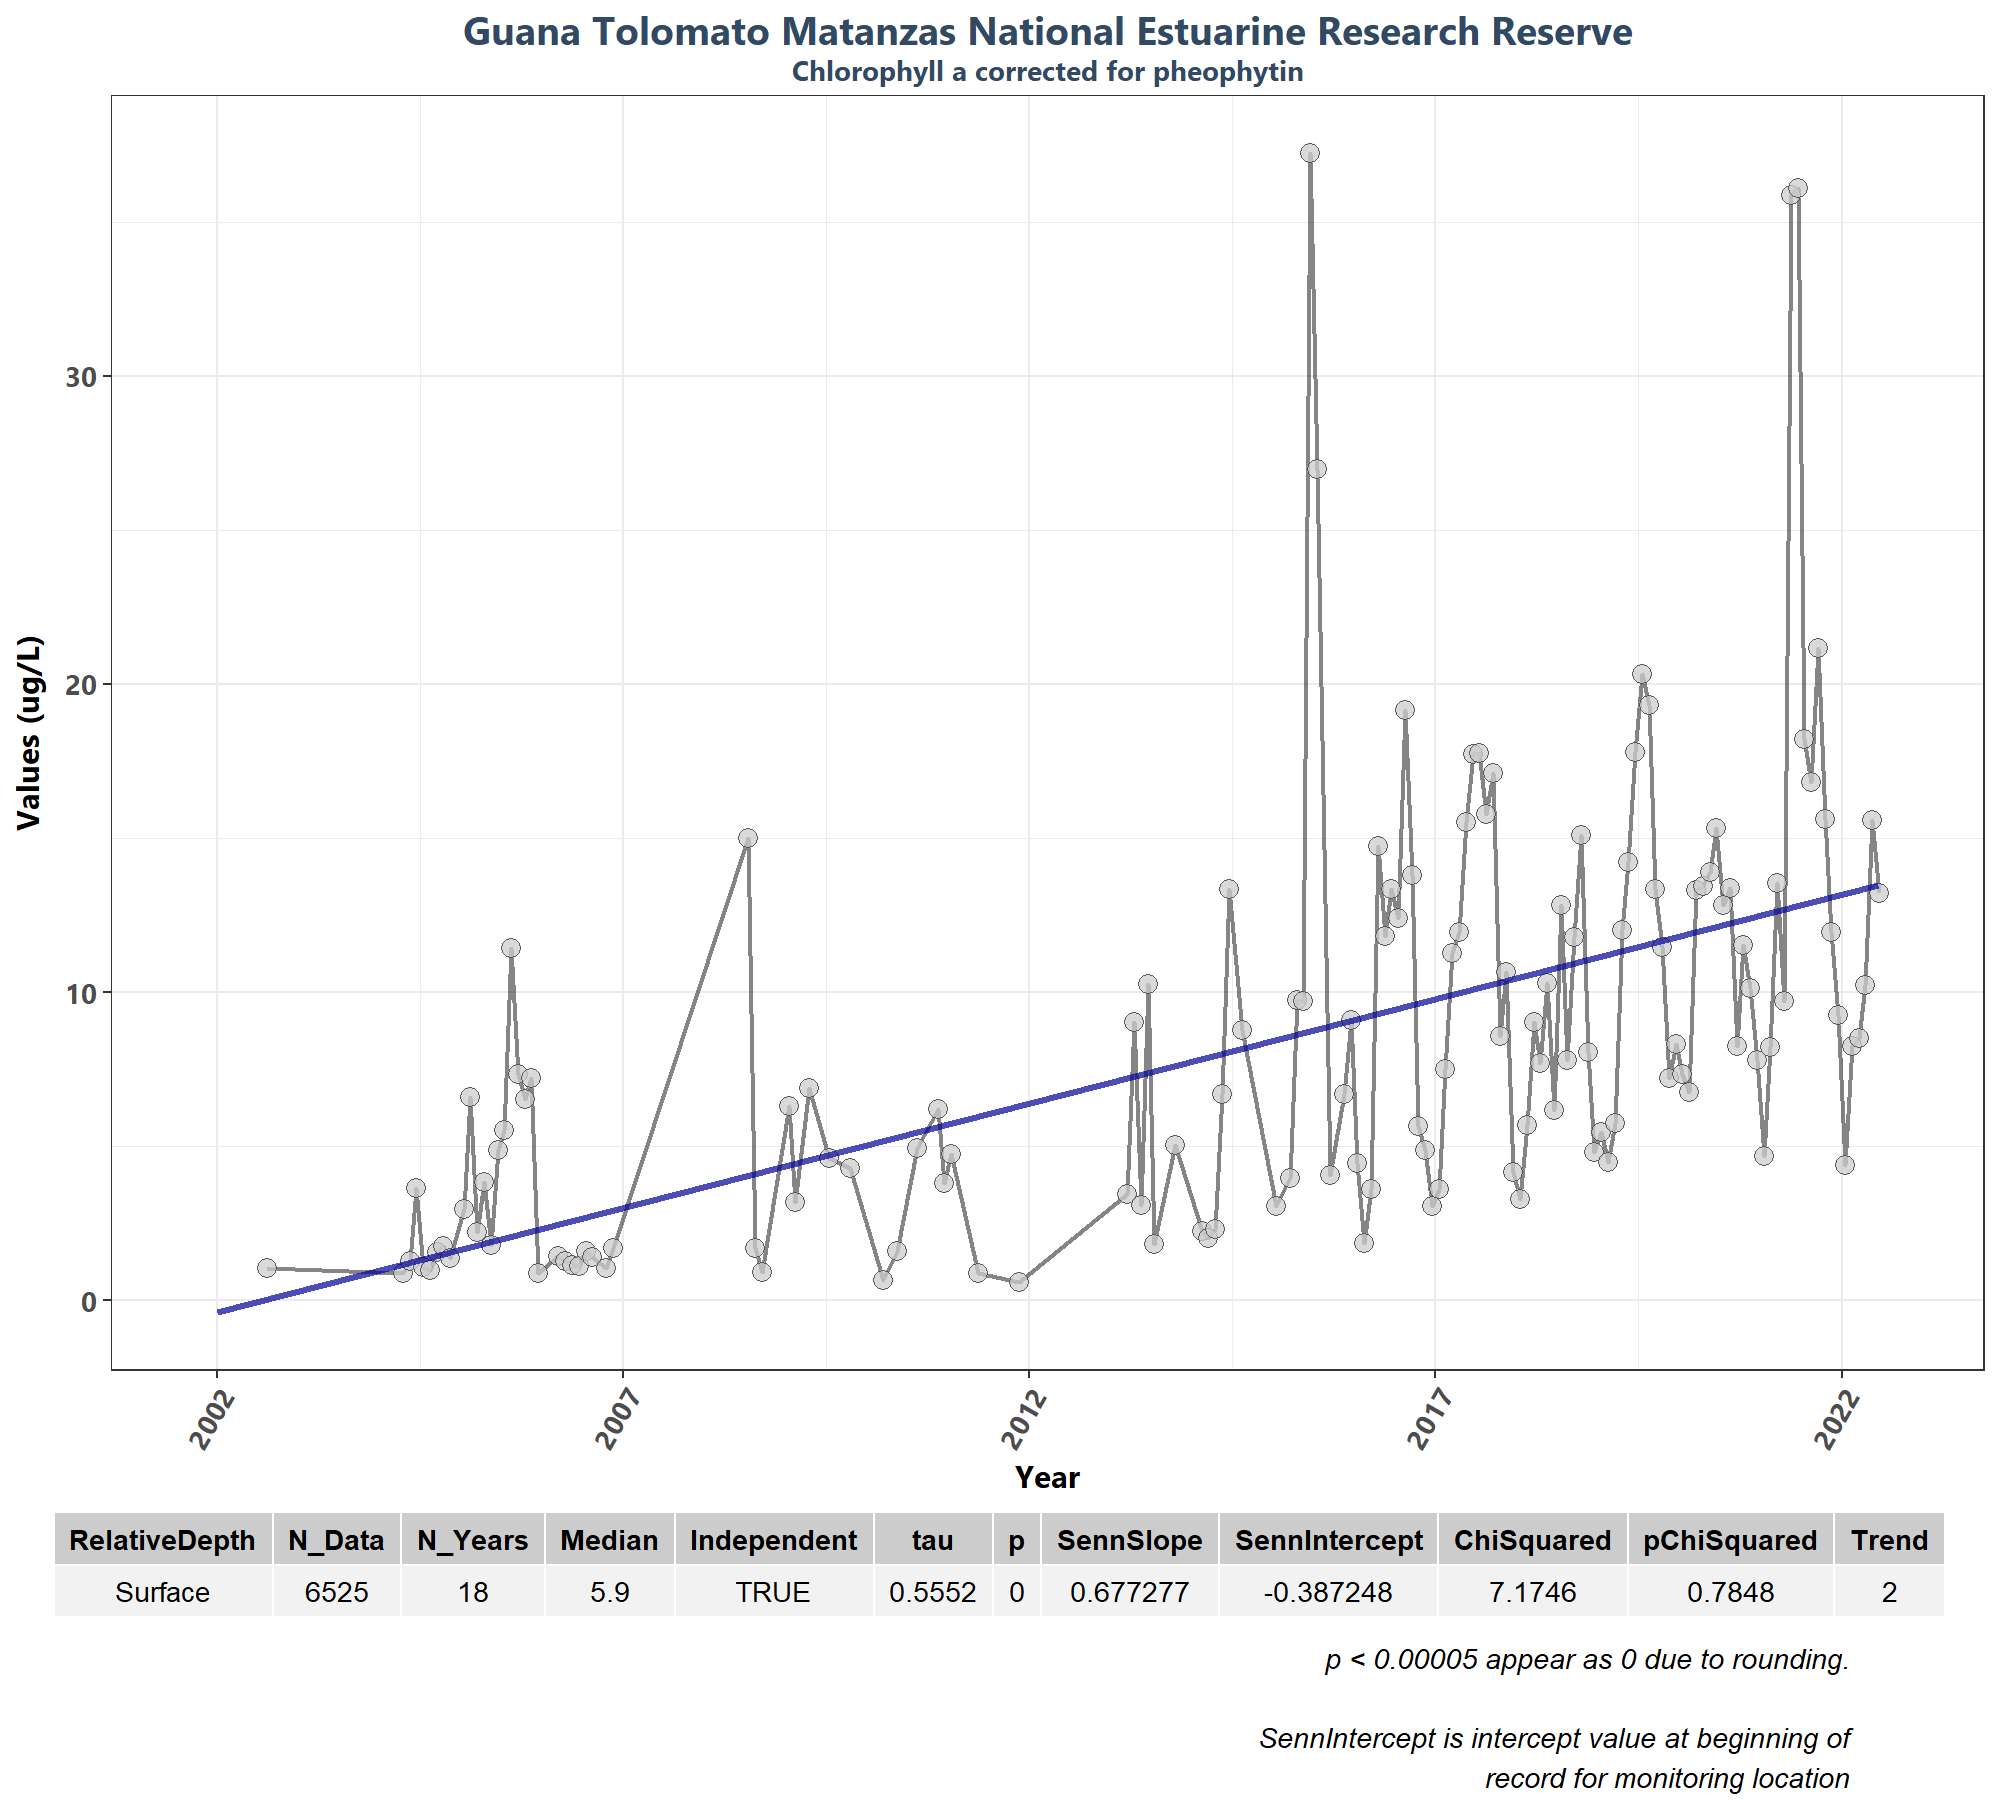 Guana Tolomato Matanzas National Estuarine Research Reserve
Chlorophyll a corrected for pheophytin
Values (ug/L)
30
20
10
0
2002 2007 2012 2017 2022
Year
RelativeDepth N_Data N_Years Median Independent tau p SennSlope SennIntercept ChiSquared pChiSquared Trend
Surface 6525 18 5.9 TRUE 0.5552 0 0.677277 -0.387248 7.1746 0.7848 2
p < 0.00005 appear as 0 due to rounding.
SennIntercept is intercept value at beginning of
record for monitoring location